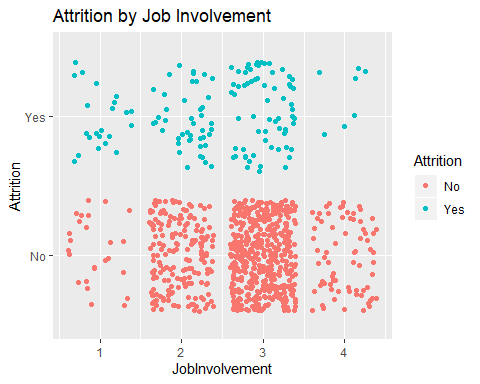 Attrition by Job Involvement
Yes
No
Attrition
1 2 3 4
JobInvolvement
Attrition
No
Yes